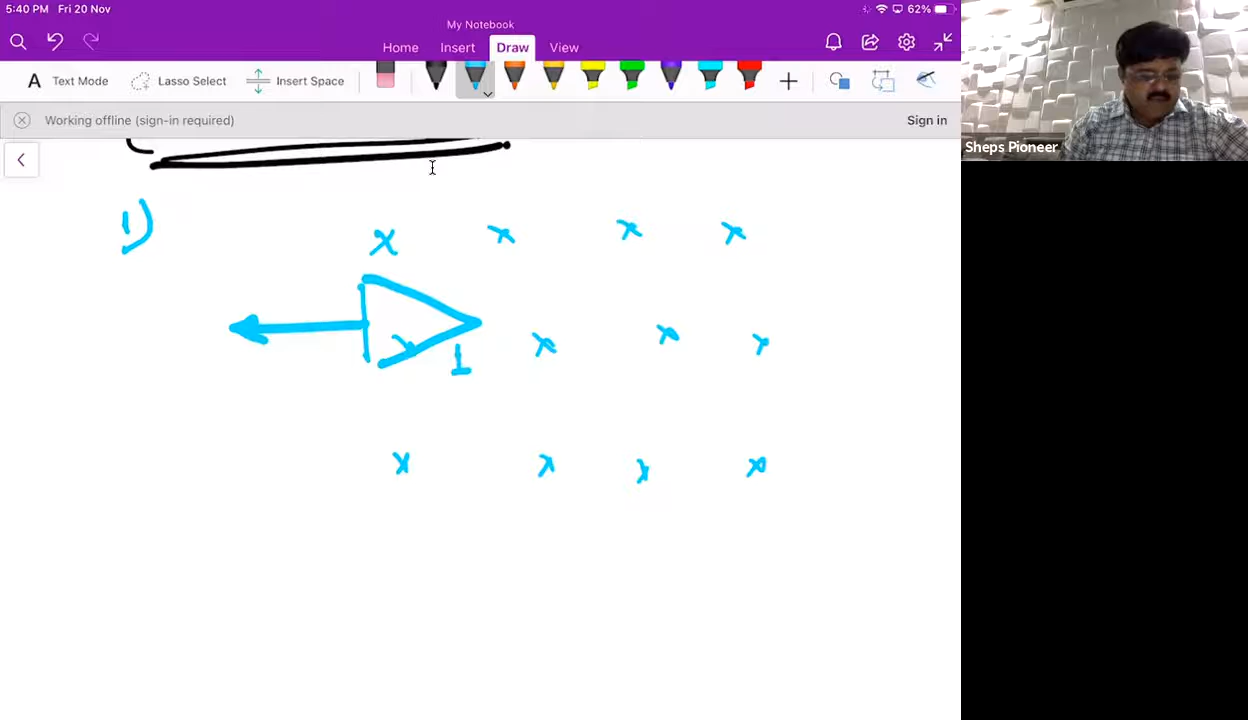 5:40 PM Fri 20 Nov
62%
My Notebook
Home Insert Draw View
A Text Mode Lasso Select Insert Space
Working offline (sign-in required) Sign in
Sheps Pioneer
1)
x x x x
x x x x
1
x x x x